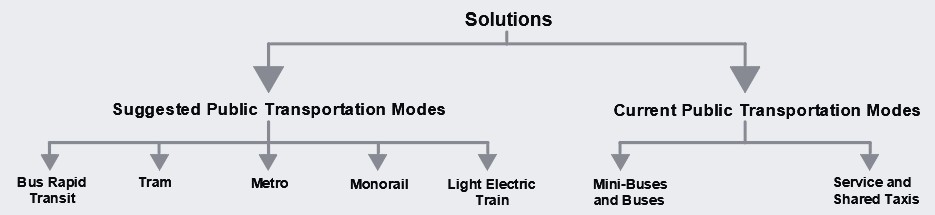 Solutions
Suggested Public Transportation Modes
Current Public Transportation Modes
Bus Rapid
Transit
Tram
Metro
Monorail
Light Electric
Train
Mini-Buses
and Buses
Service and
Shared Taxis